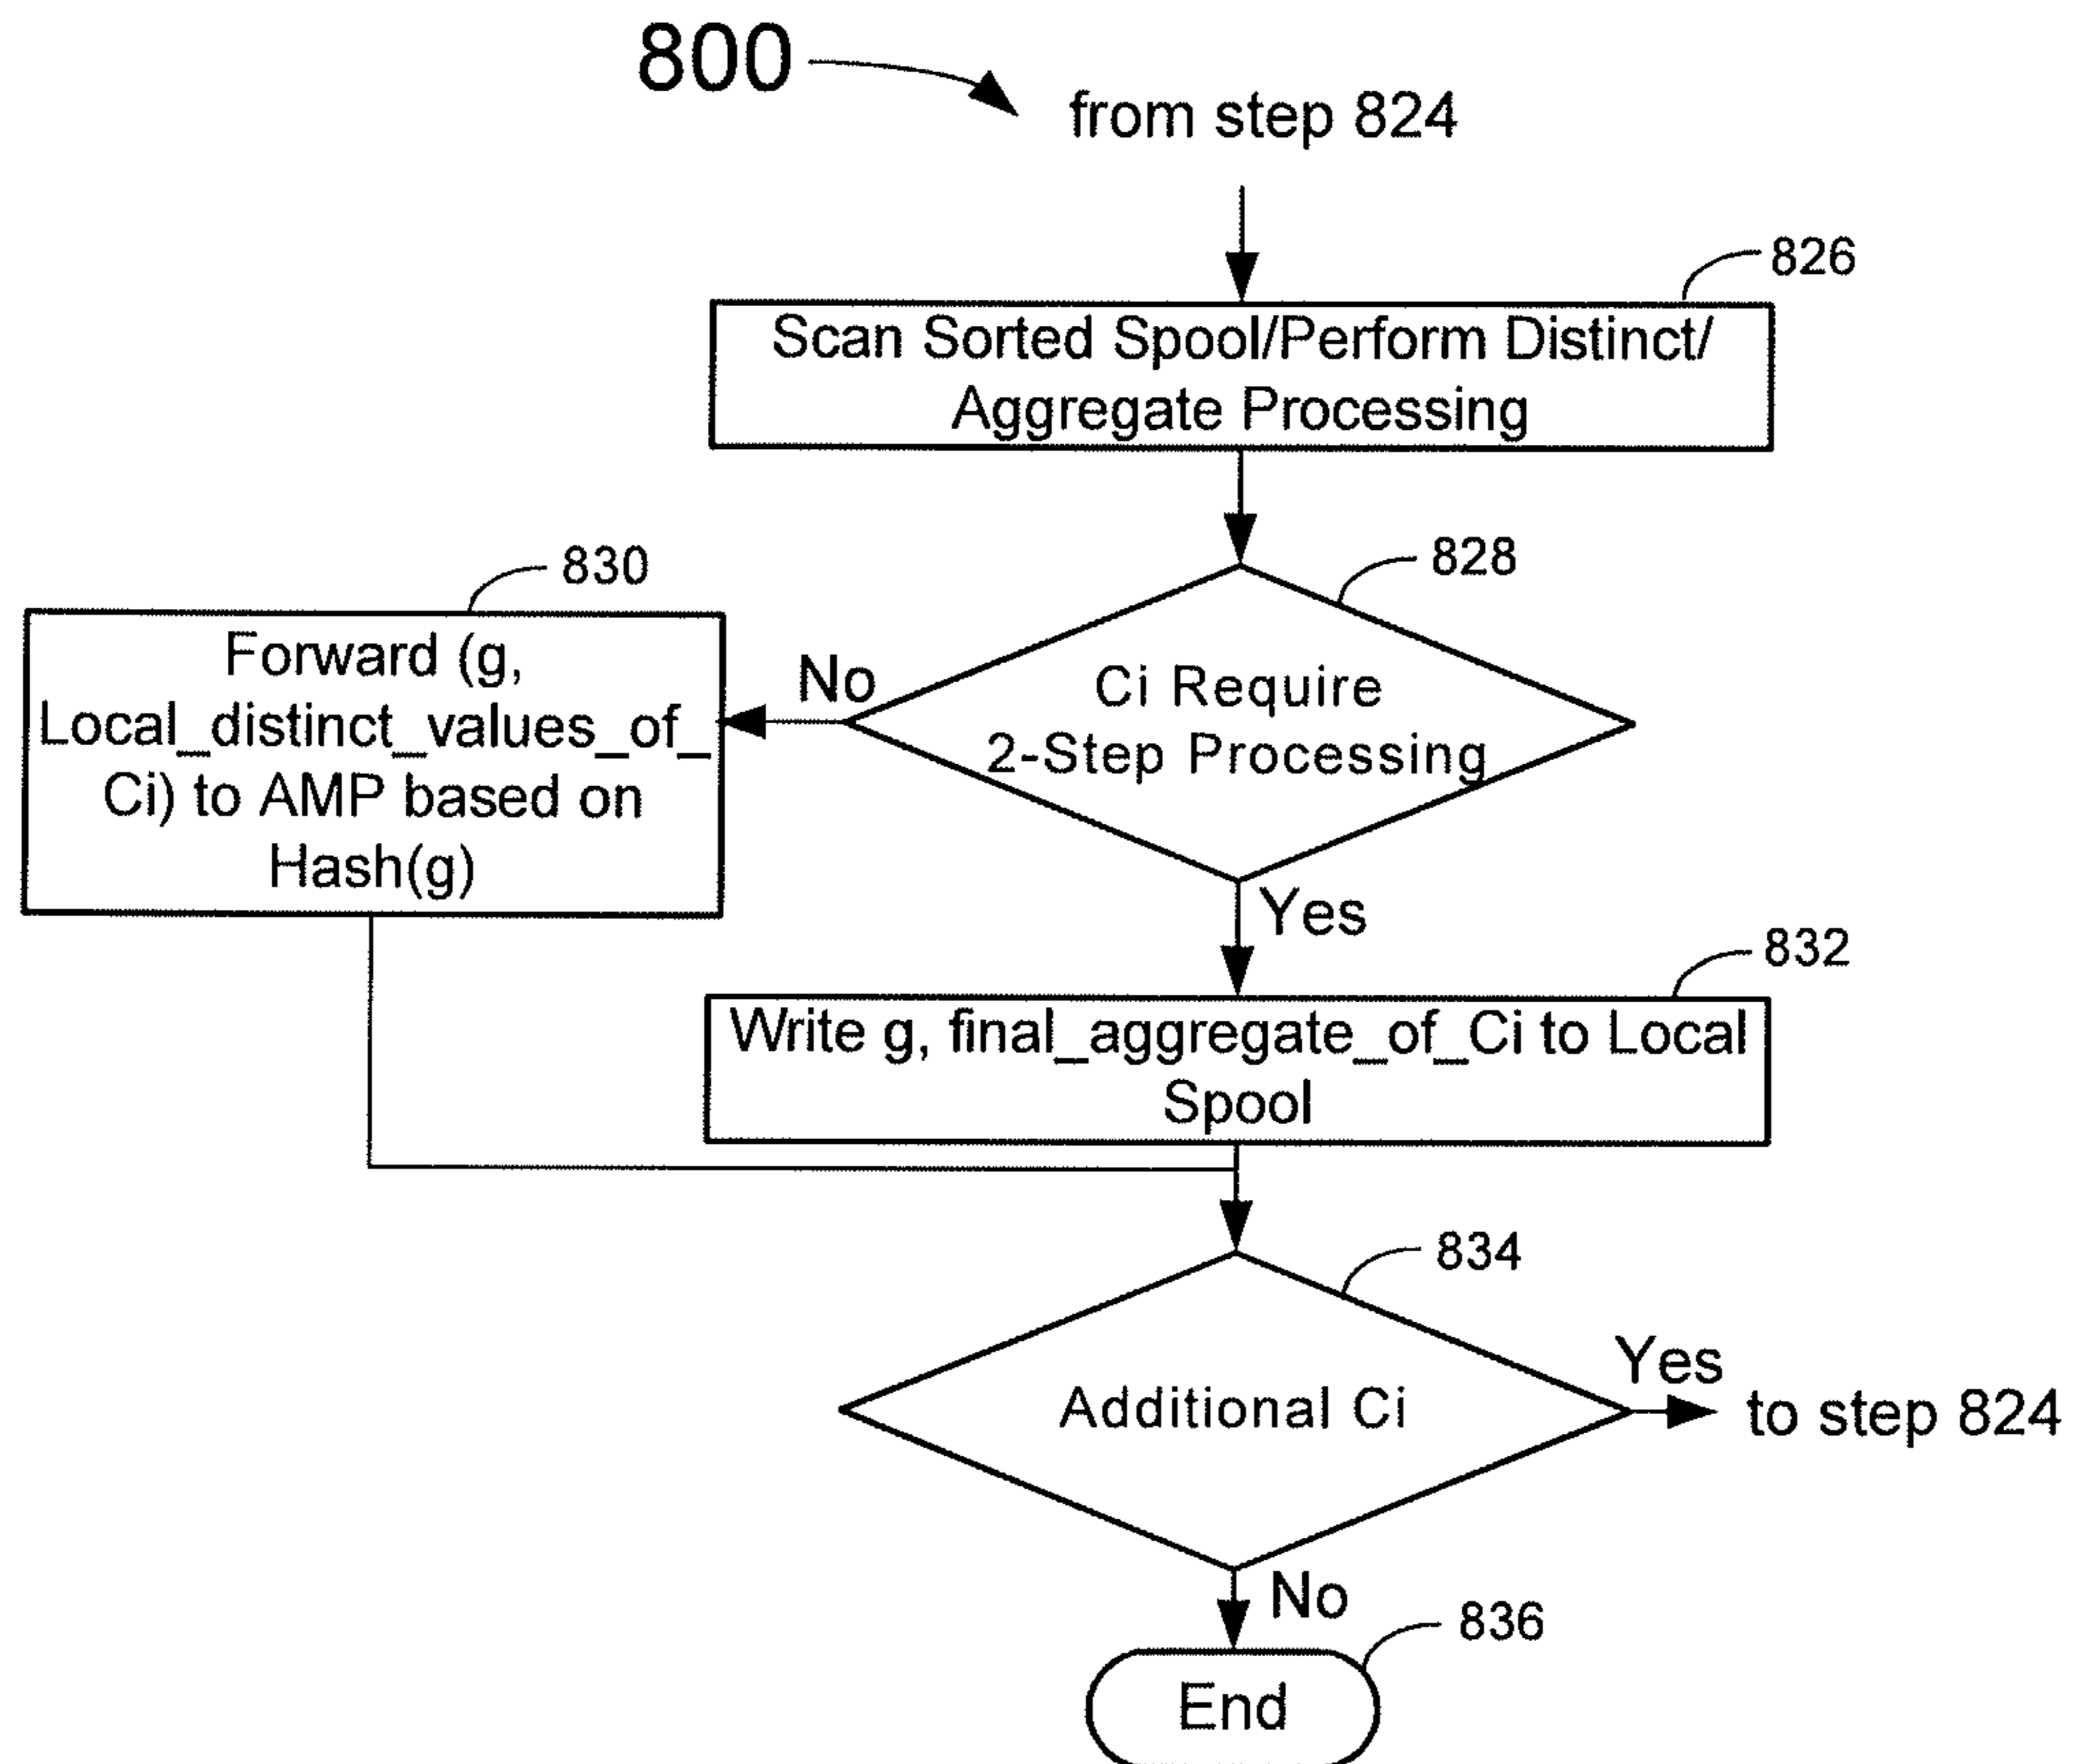 800
from step 824
826
Scan Sorted Spool/Perform Distinct/
Aggregate Processing
828
Ci Require
2-Step Processing
No
830
Forward (g,
Local_distinct_values_of_
Ci) to AMP based on
Hash(g)
Yes
832
Write g, final_aggregate_of_Ci to Local
Spool
834
Additional Ci
Yes
to step 824
No
836
End